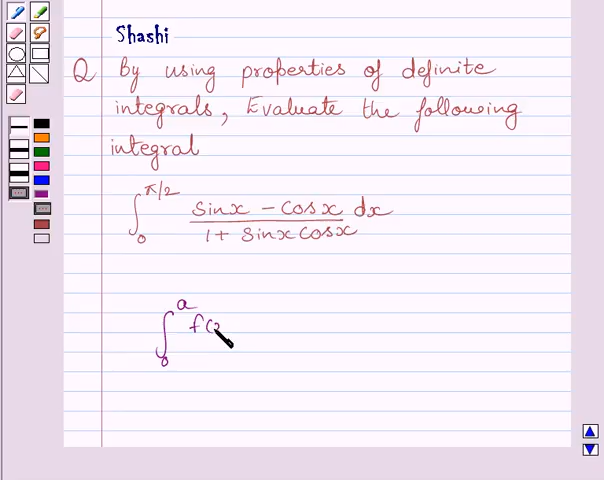 Shashi
Q By using properties of definite
integrals, Evaluate the following
integral
∫₀^π/2 (sinx - cosx)/(1 + sinx cosx) dx
∫₀^a f(